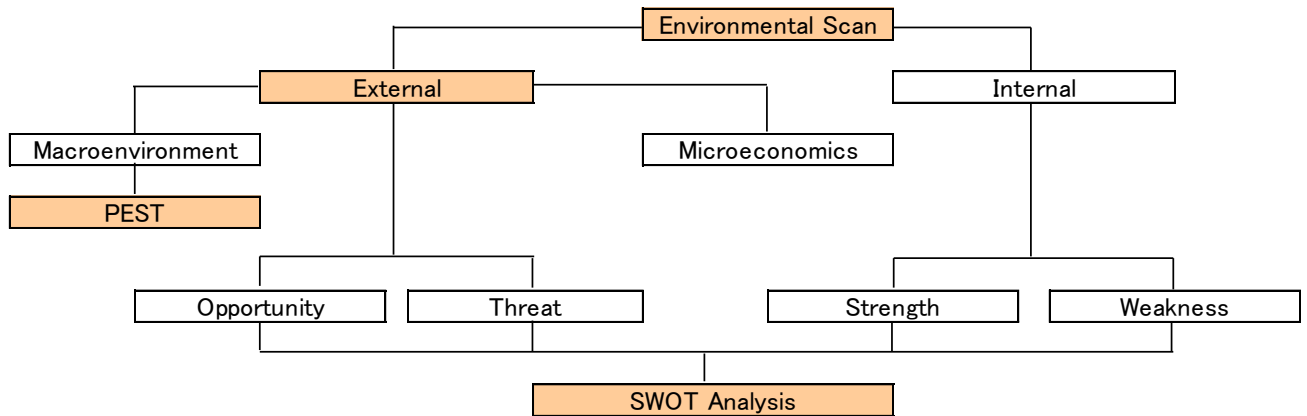 Environmental Scan
External
Internal
Macroenvironment
Microeconomics
PEST
Opportunity
Threat
Strength
Weakness
SWOT Analysis